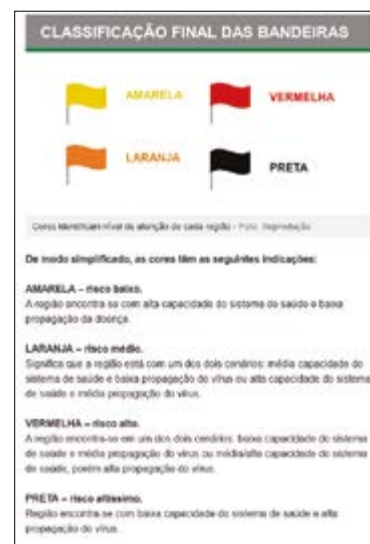 CLASSIFICAÇÃO FINAL DAS BANDEIRAS
AMARELA
VERMELHA
LARANJA
PRETA
Cores identificam nível de atenção de cada região - Foto: Reprodução
De modo simplificado, as cores têm as seguintes indicações:
AMARELA – risco baixo.
A região encontra-se com alta capacidade do sistema de saúde e baixa
propagação da doença.
LARANJA – risco médio.
Significa que a região está com um dos dois cenários: média capacidade do
sistema de saúde e baixa propagação do vírus ou alta capacidade do sistema
de saúde e média propagação do vírus.
VERMELHA – risco alto.
A região encontra-se em um dos dois cenários: baixa capacidade do sistema
de saúde e média propagação do vírus ou média/alta capacidade do sistema
de saúde, porém alta propagação do vírus.
PRETA – risco altíssimo.
Região encontra-se com baixa capacidade do sistema de saúde e alta
propagação do vírus.